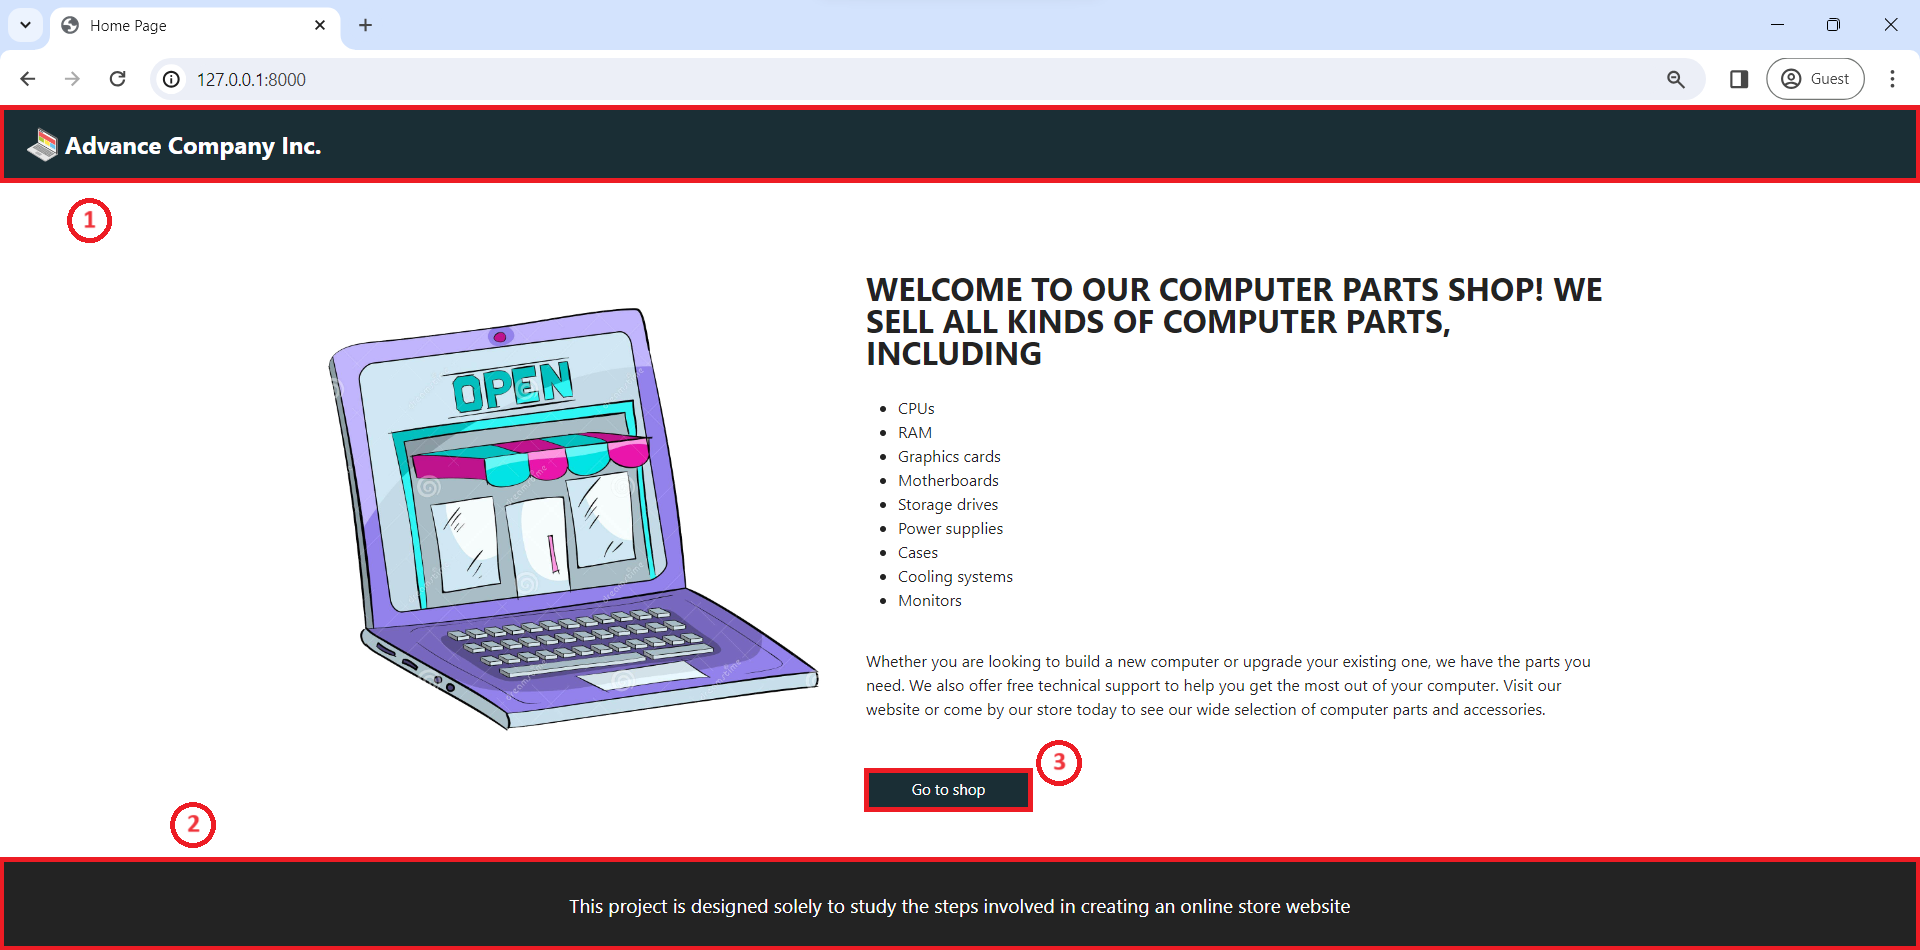 Home Page
127.0.0.1:8000
Guest
Advance Company Inc.
1
WELCOME TO OUR COMPUTER PARTS SHOP! WE
SELL ALL KINDS OF COMPUTER PARTS,
INCLUDING
OPEN
CPUs
RAM
Graphics cards
Motherboards
Storage drives
Power supplies
Cases
Cooling systems
Monitors
Whether you are looking to build a new computer or upgrade your existing one, we have the parts you
need. We also offer free technical support to help you get the most out of your computer. Visit our
website or come by our store today to see our wide selection of computer parts and accessories.
3
Go to shop
2
This project is designed solely to study the steps involved in creating an online store website